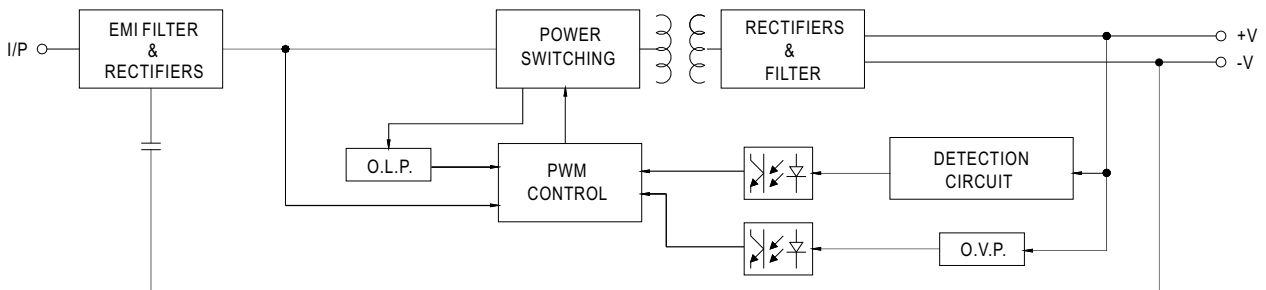 I/P
EMI FILTER
&
RECTIFIERS
POWER
SWITCHING
RECTIFIERS
&
FILTER
+V
-V
O.L.P.
PWM
CONTROL
DETECTION
CIRCUIT
O.V.P.